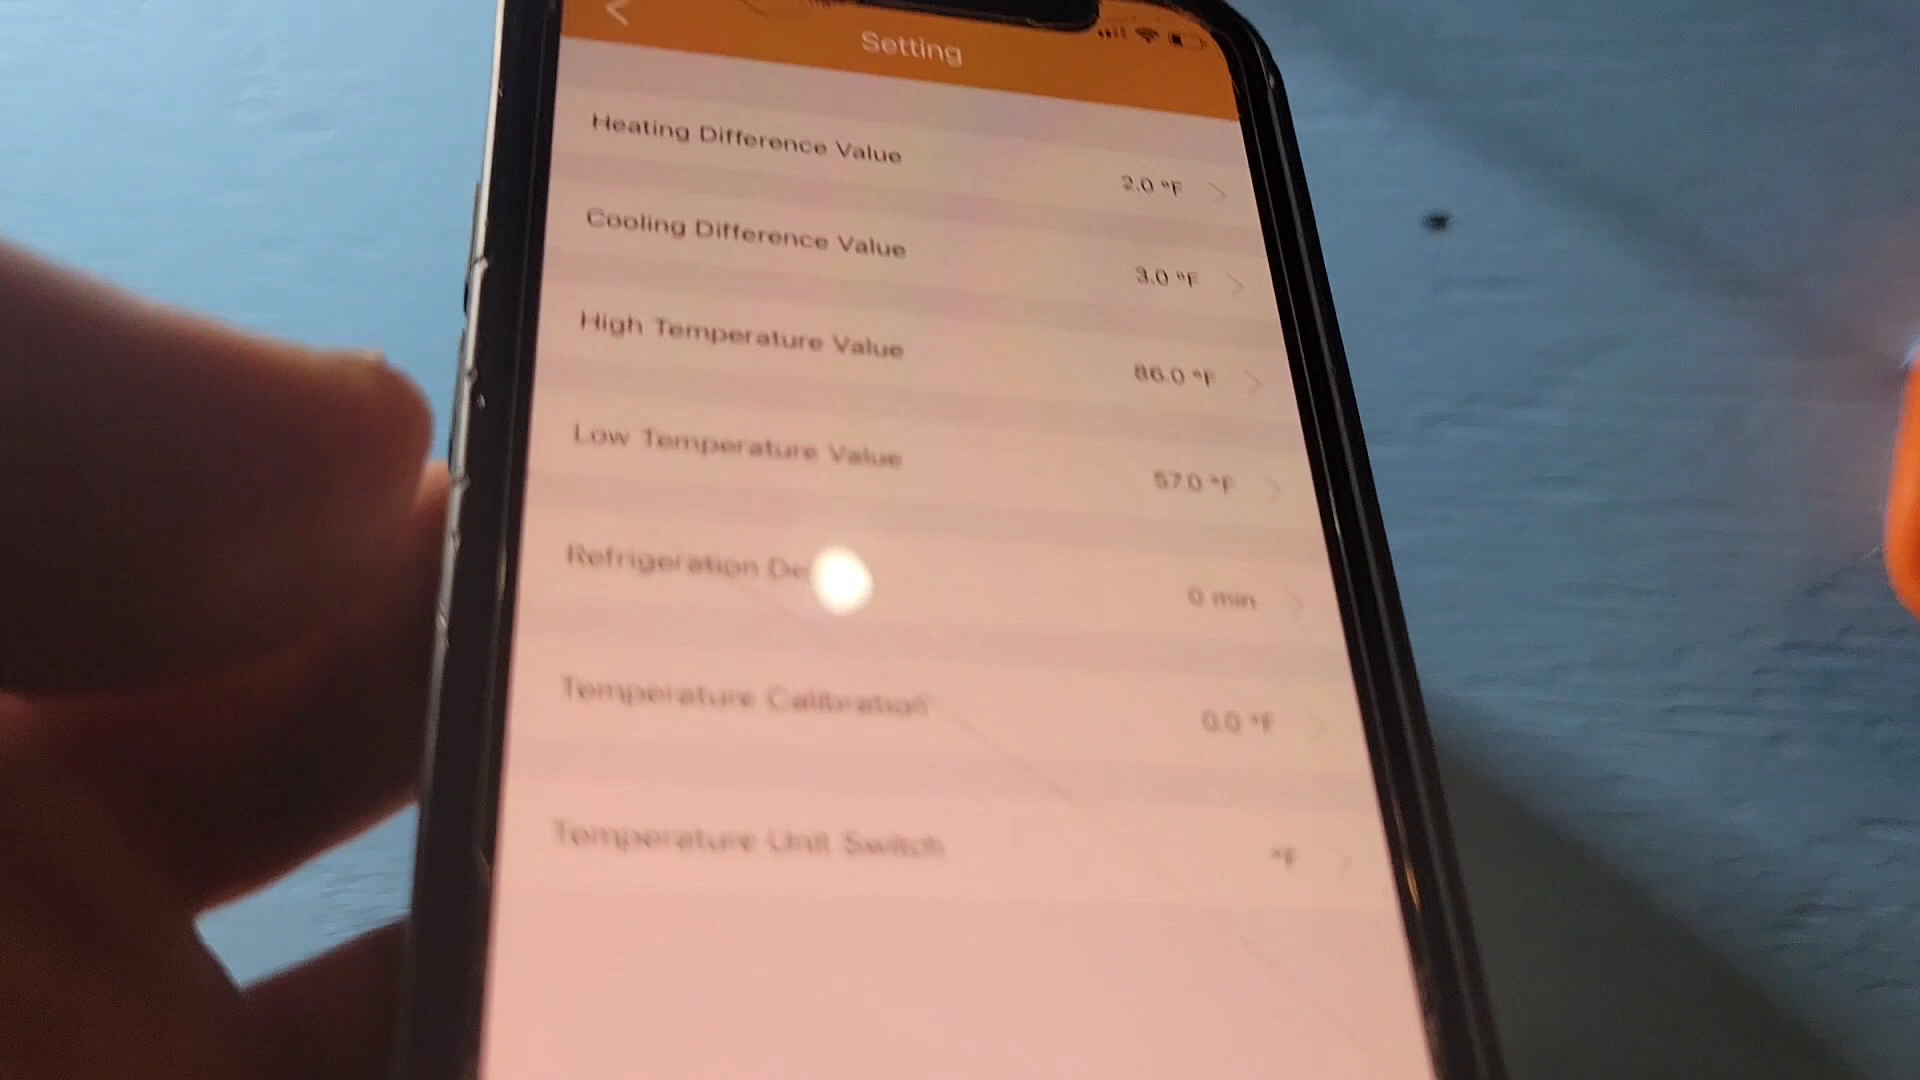 Setting
Heating Difference Value
2.0 °F
Cooling Difference Value
3.0 °F
High Temperature Value
86.0 °F
Low Temperature Value
57.0 °F
Refrigeration
0 min
Temperature Calibration
0.0 °F
Temperature Unit Switch
°F